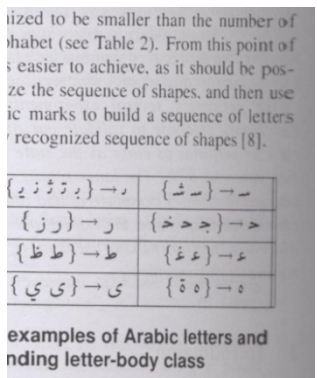 ized to be smaller than the number of
phabet (see Table 2). From this point of
s easier to achieve, as it should be pos-
ze the sequence of shapes, and then use
ic marks to build a sequence of letters
recognized sequence of shapes [8].
{ر ز} → ر {ج ح خ} → ح
{ط ظ} → ط {ع غ} → ع
{ى ي} → ى {ه ة} → ه
examples of Arabic letters and
nding letter-body class